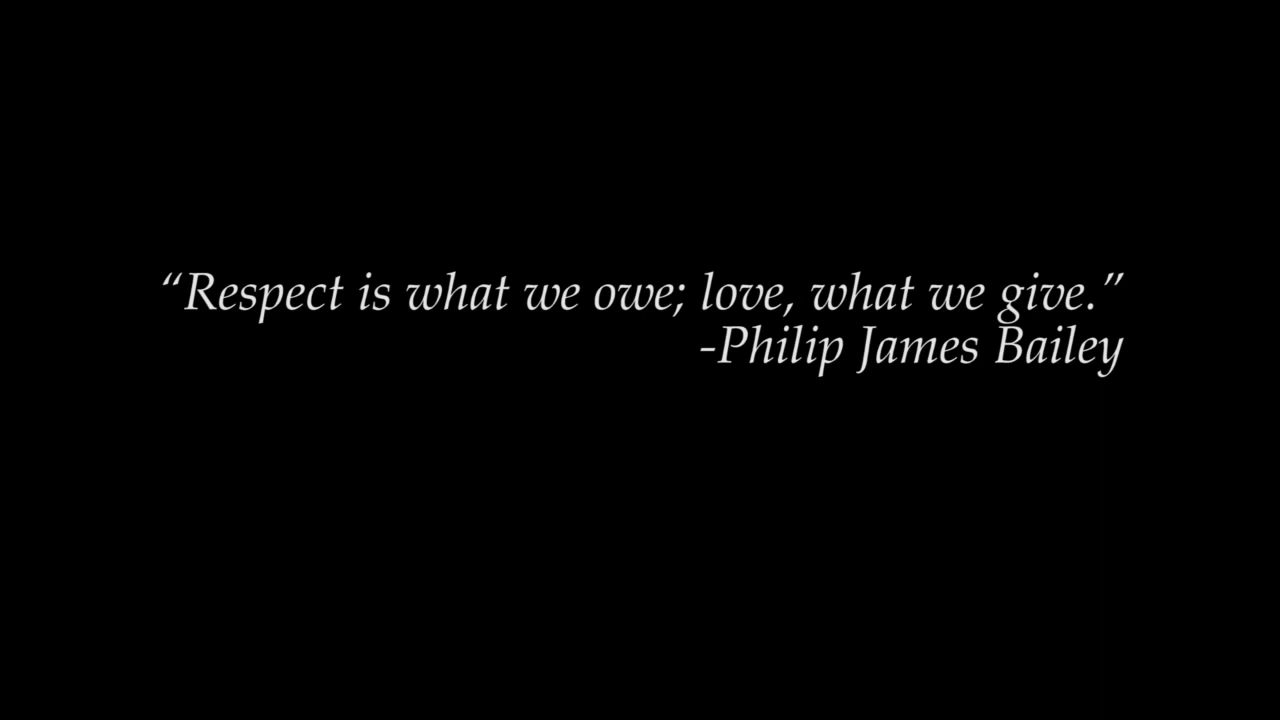 “Respect is what we owe; love, what we give.”
-Philip James Bailey